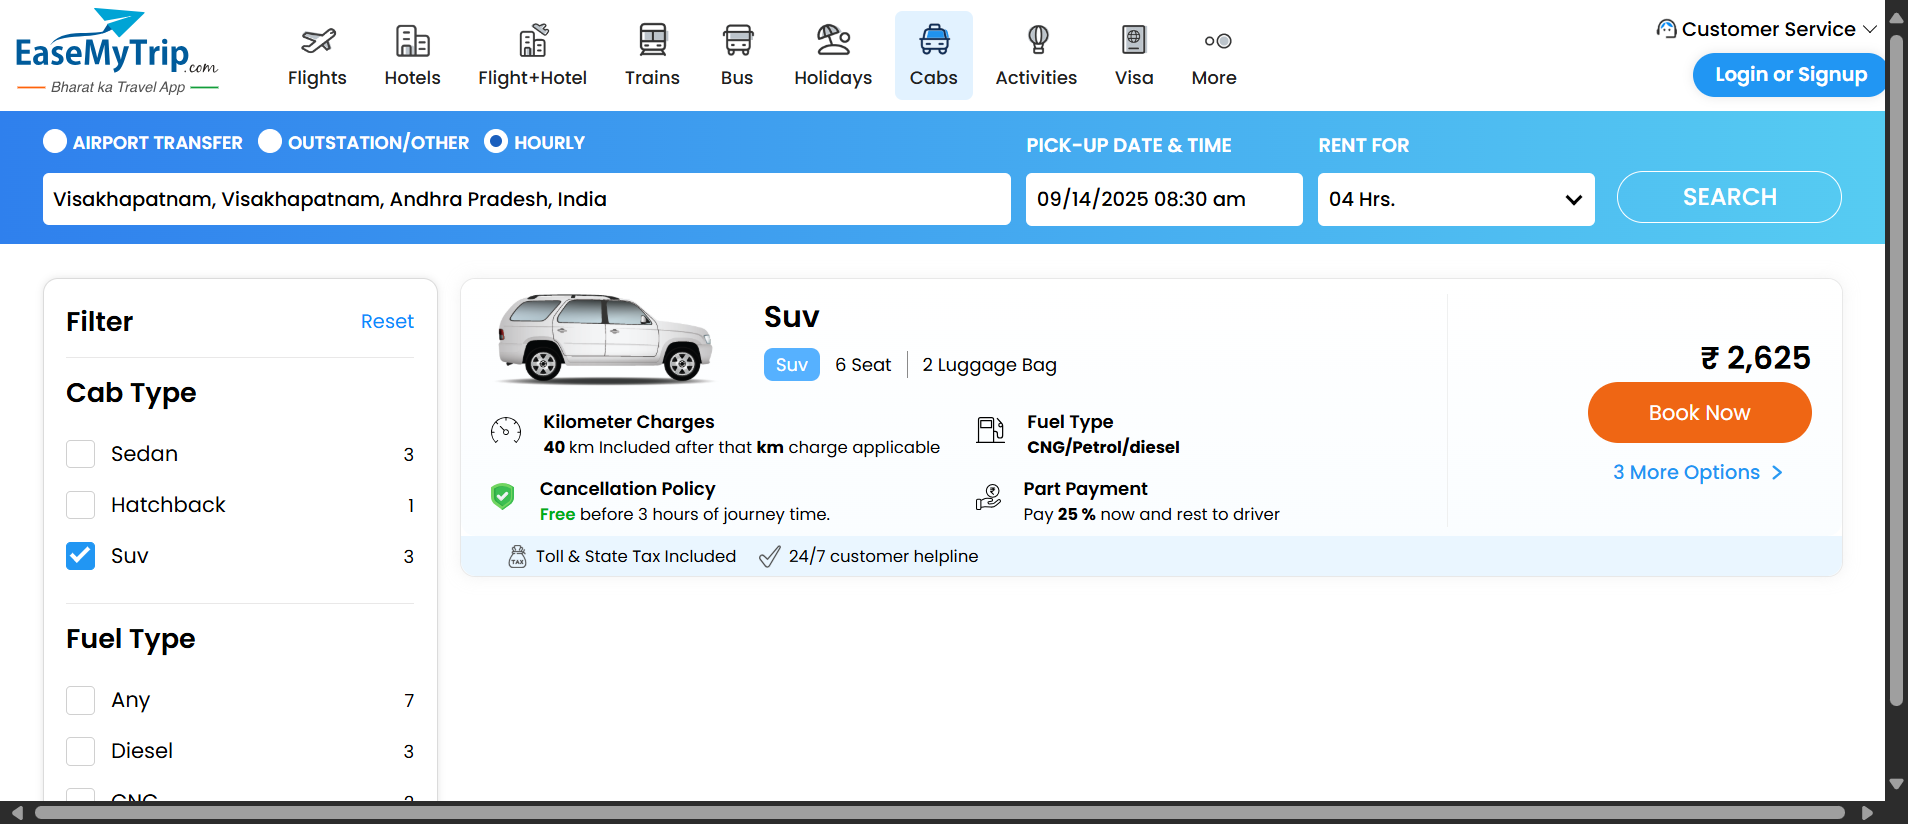 EaseMyTrip.com
Bharat ka Travel App
Flights
Hotels
Flight+Hotel
Trains
Bus
Holidays
Cabs
Activities
Visa
More
Customer Service
Login or Signup
AIRPORT TRANSFER
OUTSTATION/OTHER
HOURLY
PICK-UP DATE & TIME
RENT FOR
Visakhapatnam, Visakhapatnam, Andhra Pradesh, India
09/14/2025 08:30 am
04 Hrs.
SEARCH
Filter
Reset
Cab Type
Sedan 3
Hatchback 1
Suv 3
Fuel Type
Any 7
Diesel 3
Suv
Suv 6 Seat 2 Luggage Bag
Kilometer Charges
40 km Included after that km charge applicable
Fuel Type
CNG/Petrol/diesel
Cancellation Policy
Free before 3 hours of journey time.
Part Payment
Pay 25 % now and rest to driver
TAX
Toll & State Tax Included
24/7 customer helpline
₹ 2,625
Book Now
3 More Options